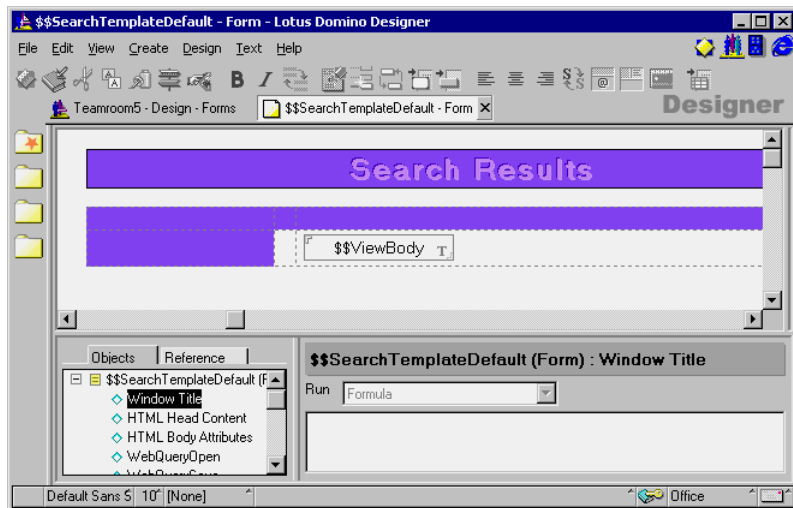 $$SearchTemplateDefault - Form - Lotus Domino Designer
File Edit View Create Design Text Help
B I
Teamroom5 - Design - Forms $$SearchTemplateDefault - Form
Designer
Search Results
$$ViewBody T
Objects Reference
$$SearchTemplateDefault (F
Window Title
HTML Head Content
HTML Body Attributes
WebQueryOpen
$$SearchTemplateDefault (Form) : Window Title
Run Formula
Default Sans S 10 [None] Office